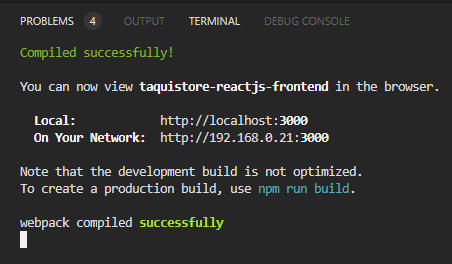 PROBLEMS 4 OUTPUT TERMINAL DEBUG CONSOLE
Compiled successfully!
You can now view taquistore-reactjs-frontend in the browser.
Local: http://localhost:3000
On Your Network: http://192.168.0.21:3000
Note that the development build is not optimized.
To create a production build, use npm run build.
webpack compiled successfully